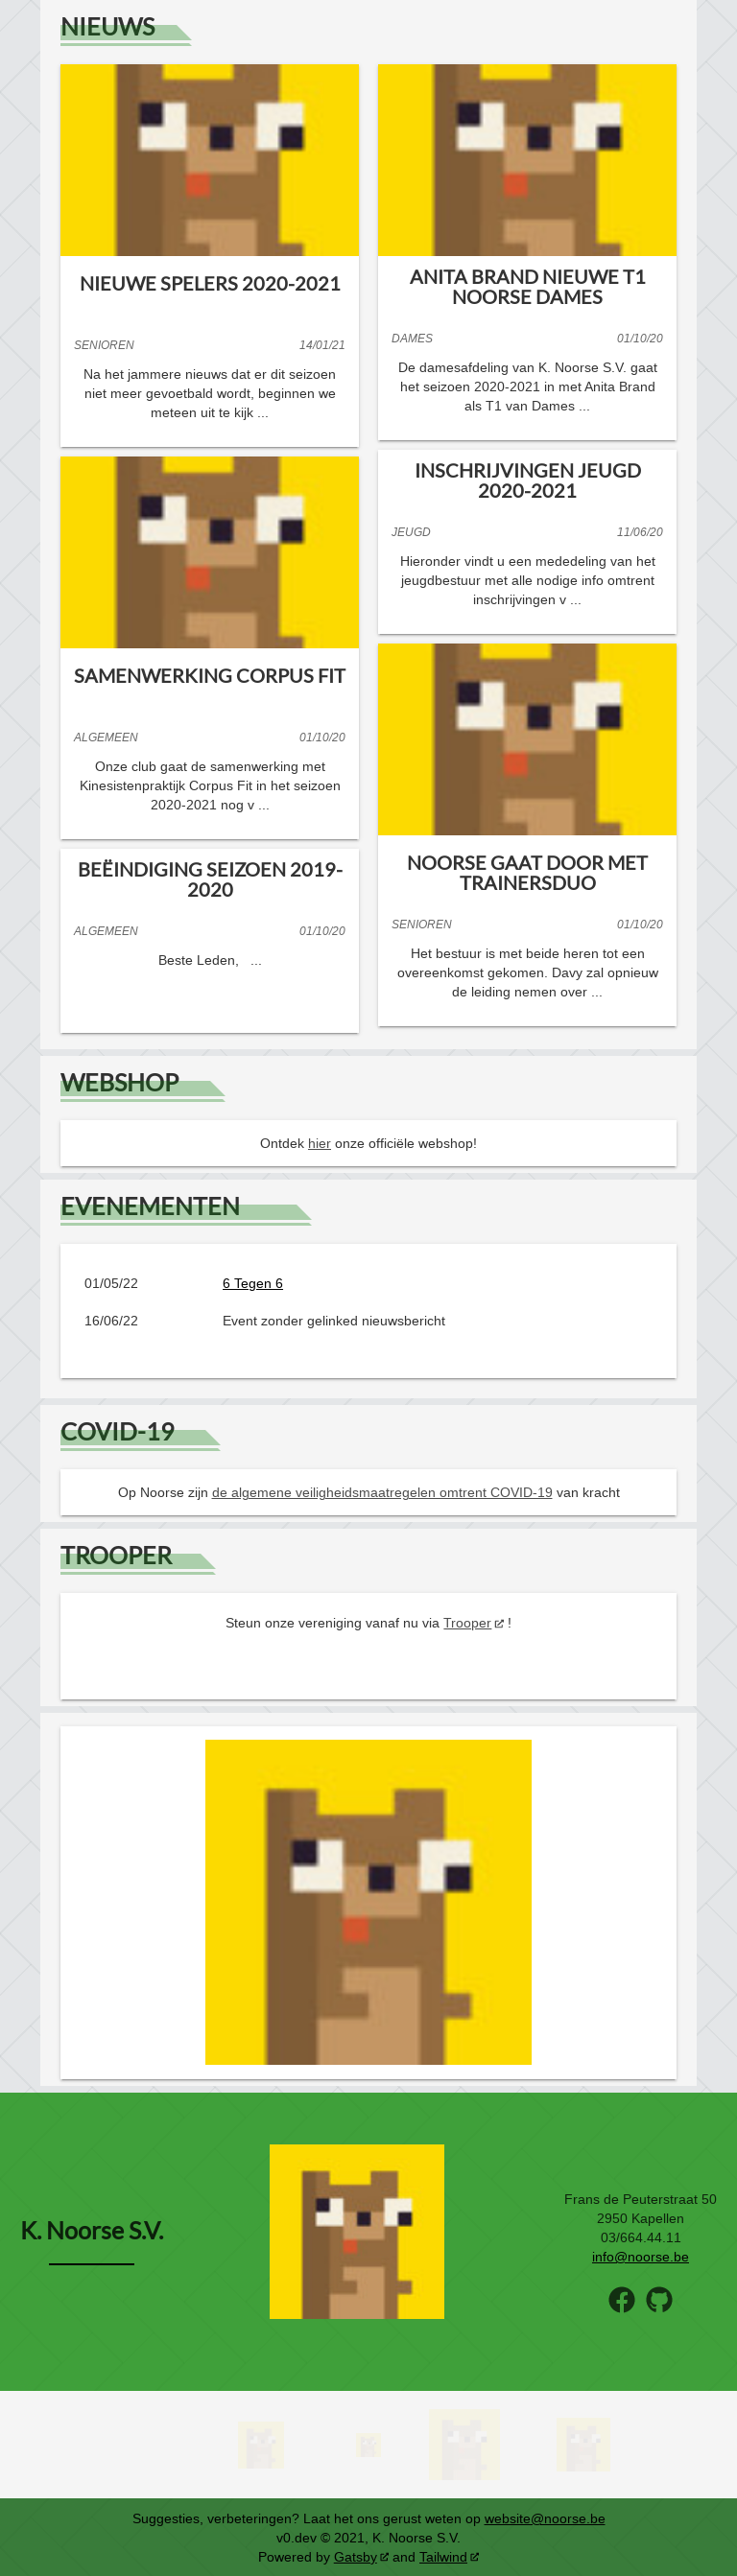 NIEUWS
NIEUWE SPELERS 2020-2021
SENIOREN 14/01/21
Na het jammere nieuws dat er dit seizoen
niet meer gevoetbald wordt, beginnen we
meteen uit te kijk ...
SAMENWERKING CORPUS FIT
ALGEMEEN 01/10/20
Onze club gaat de samenwerking met
Kinesistenpraktijk Corpus Fit in het seizoen
2020-2021 nog v ...
BEËINDIGING SEIZOEN 2019-
2020
ALGEMEEN 01/10/20
Beste Leden, ...
ANITA BRAND NIEUWE T1
NOORSE DAMES
DAMES 01/10/20
De damesafdeling van K. Noorse S.V. gaat
het seizoen 2020-2021 in met Anita Brand
als T1 van Dames ...
INSCHRIJVINGEN JEUGD
2020-2021
JEUGD 11/06/20
Hieronder vindt u een mededeling van het
jeugdbestuur met alle nodige info omtrent
inschrijvingen v ...
NOORSE GAAT DOOR MET
TRAINERSDUO
SENIOREN 01/10/20
Het bestuur is met beide heren tot een
overeenkomst gekomen. Davy zal opnieuw
de leiding nemen over ...
WEBSHOP
Ontdek hier onze officiële webshop!
EVENEMENTEN
01/05/22 6 Tegen 6
16/06/22 Event zonder gelinked nieuwsbericht
COVID-19
Op Noorse zijn de algemene veiligheidsmaatregelen omtrent COVID-19 van kracht
TROOPER
Steun onze vereniging vanaf nu via Trooper !
K. Noorse S.V.
Frans de Peuterstraat 50
2950 Kapellen
03/664.44.11
info@noorse.be
Suggesties, verbeteringen? Laat het ons gerust weten op website@noorse.be
v0.dev © 2021, K. Noorse S.V.
Powered by Gatsby and Tailwind